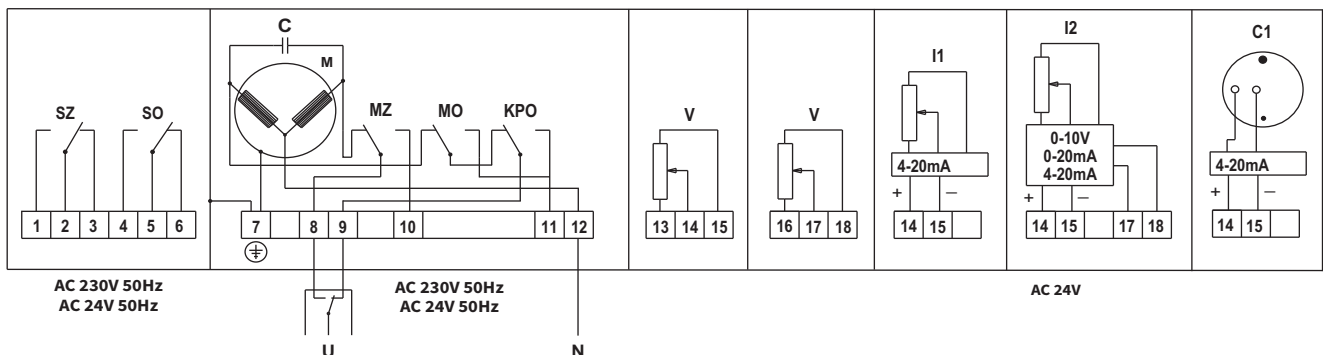 C
M
SZ
SO
MZ
MO
KPO
V
V
I1
I2
C1
4-20mA
0-10V
0-20mA
4-20mA
4-20mA
+ –
+ –
+ –
1 2 3 4 5 6
7 8 9 10 11 12
13 14 15
16 17 18
14 15
14 15 17 18
14 15
AC 230V 50Hz
AC 24V 50Hz
AC 230V 50Hz
AC 24V 50Hz
AC 24V
U
N